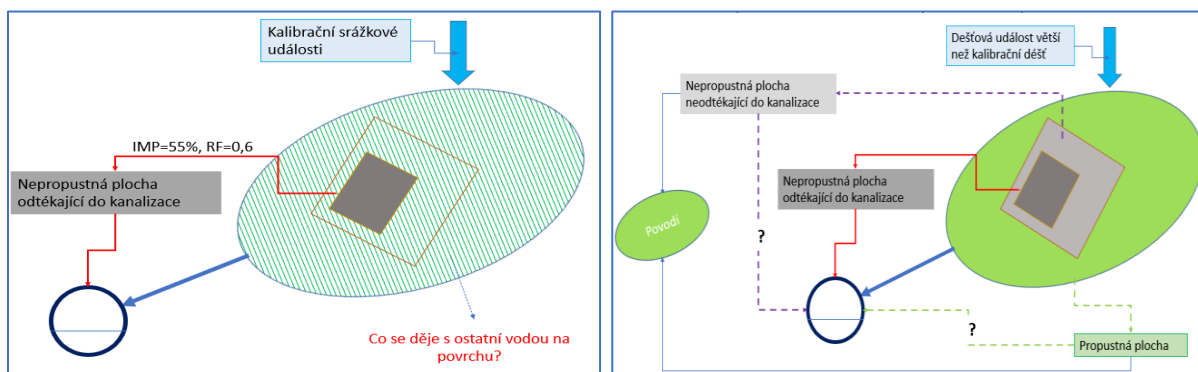 Kalibrační srážkové
události
IMP=55%, RF=0,6
Nepropustná plocha
odtékající do kanalizace
Co se děje s ostatní vodou na
povrchu?
Dešťová událost větší
než kalibrační déšť
Nepropustná plocha
neodtékající do kanalizace
Nepropustná plocha
odtékající do kanalizace
Povodí
?
?
Propustná plocha